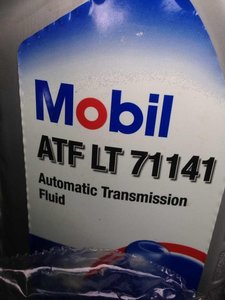 Mobil
ATF LT 71141
Automatic Transmission
Fluid